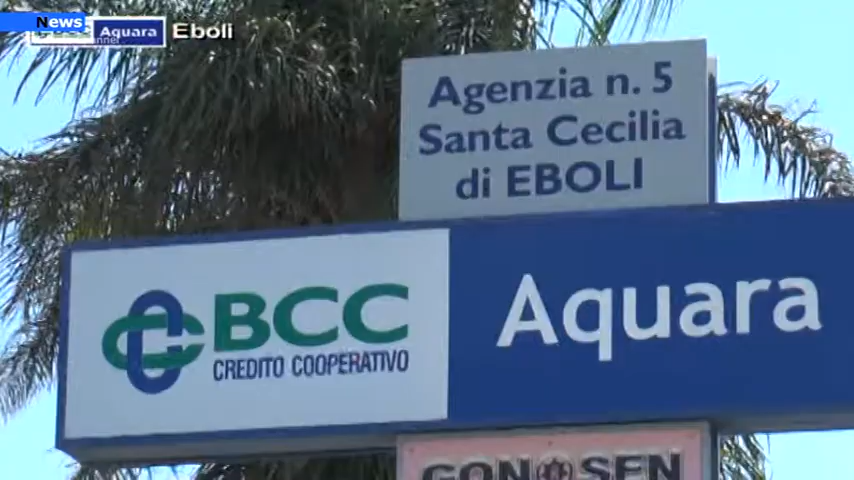 News
Aquara Eboli
Agenzia n. 5
Santa Cecilia
di EBOLI
BCC
CREDITO COOPERATIVO
Aquara